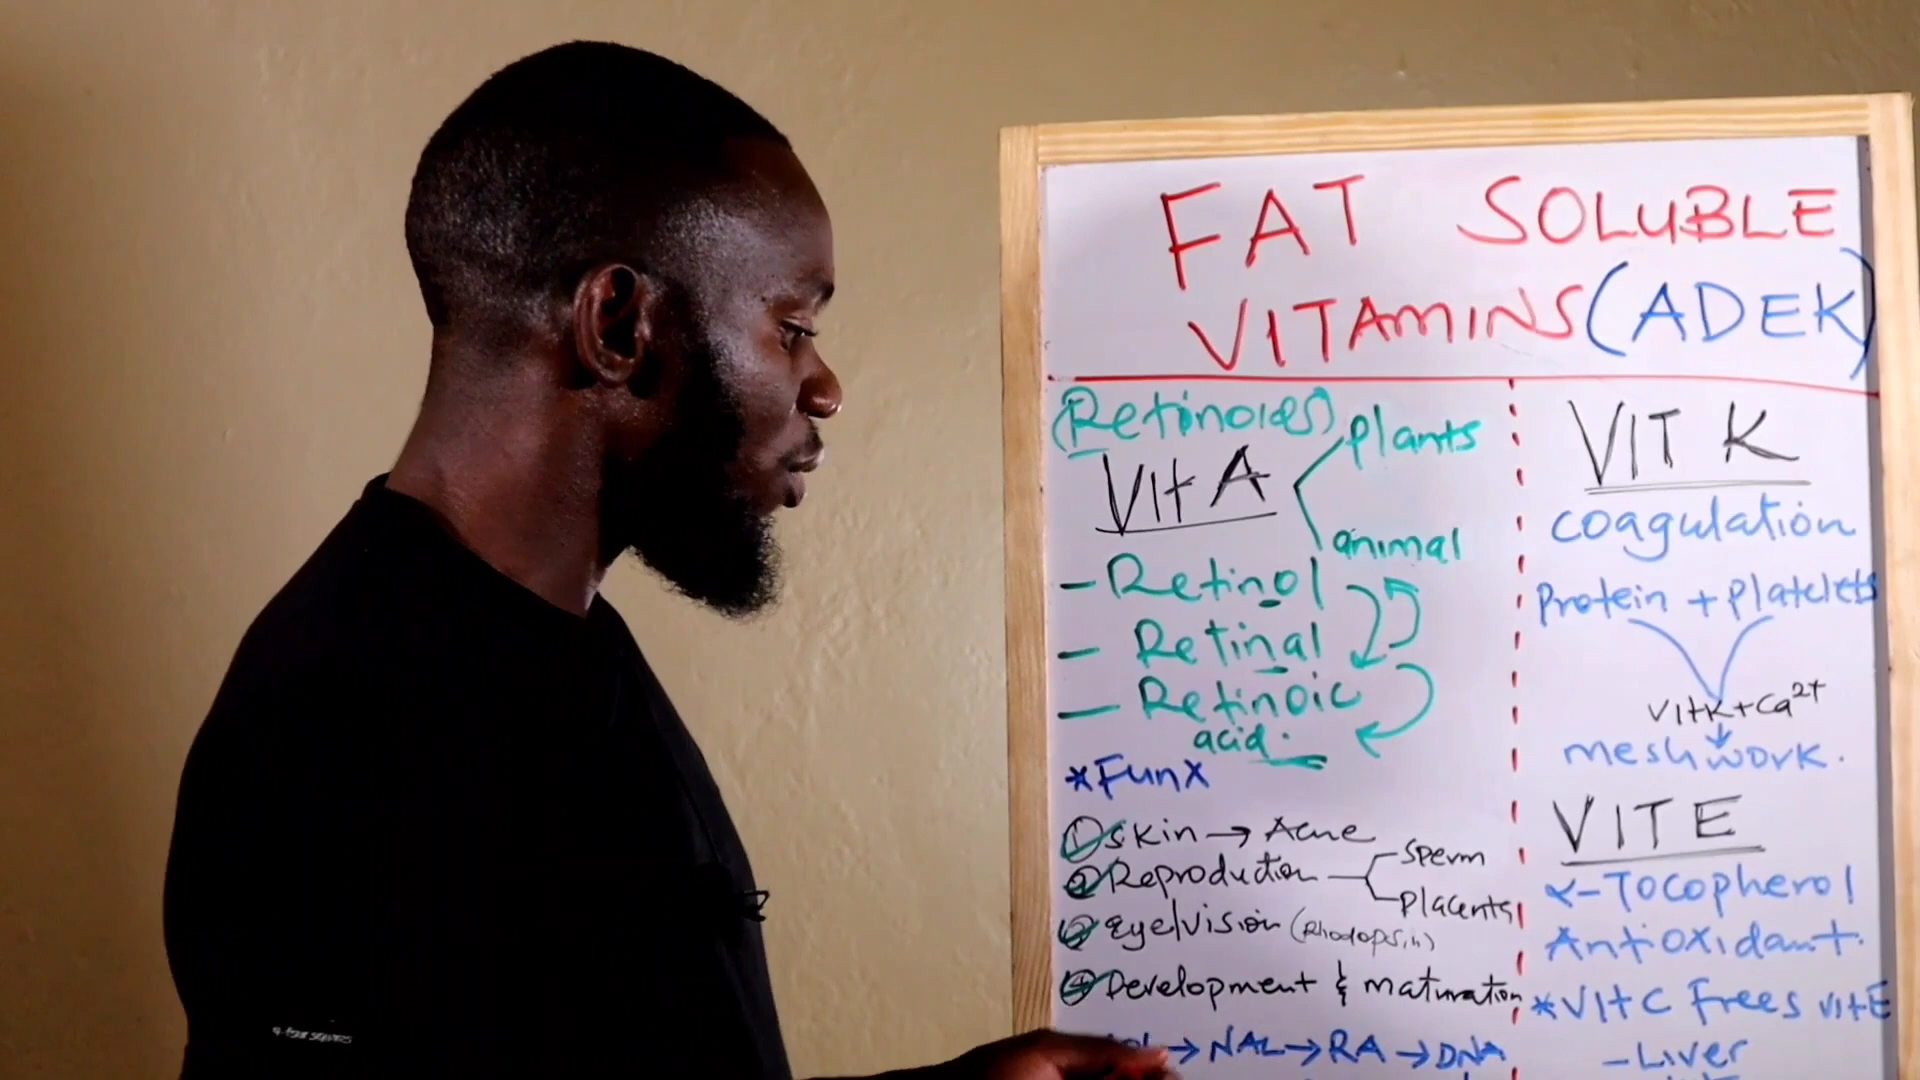 FAT SOLUBLE
VITAMINS (ADEK)
(Retinoids)
Vit A
plants
animal
- Retinol
- Retinal
- Retinoic
acid.
*Funx
① skin → Acne
② Reproduction
sperm
placenta
③ eye/vision (Rhodopsin)
④ Development & maturation
→ NAL → RA → DNA
VIT K
coagulation
Protein + Platelets
Vitk+Ca2+
meshwork.
VIT E
α-Tocopherol
Antioxidant.
*Vit C Frees vit E
- Liver